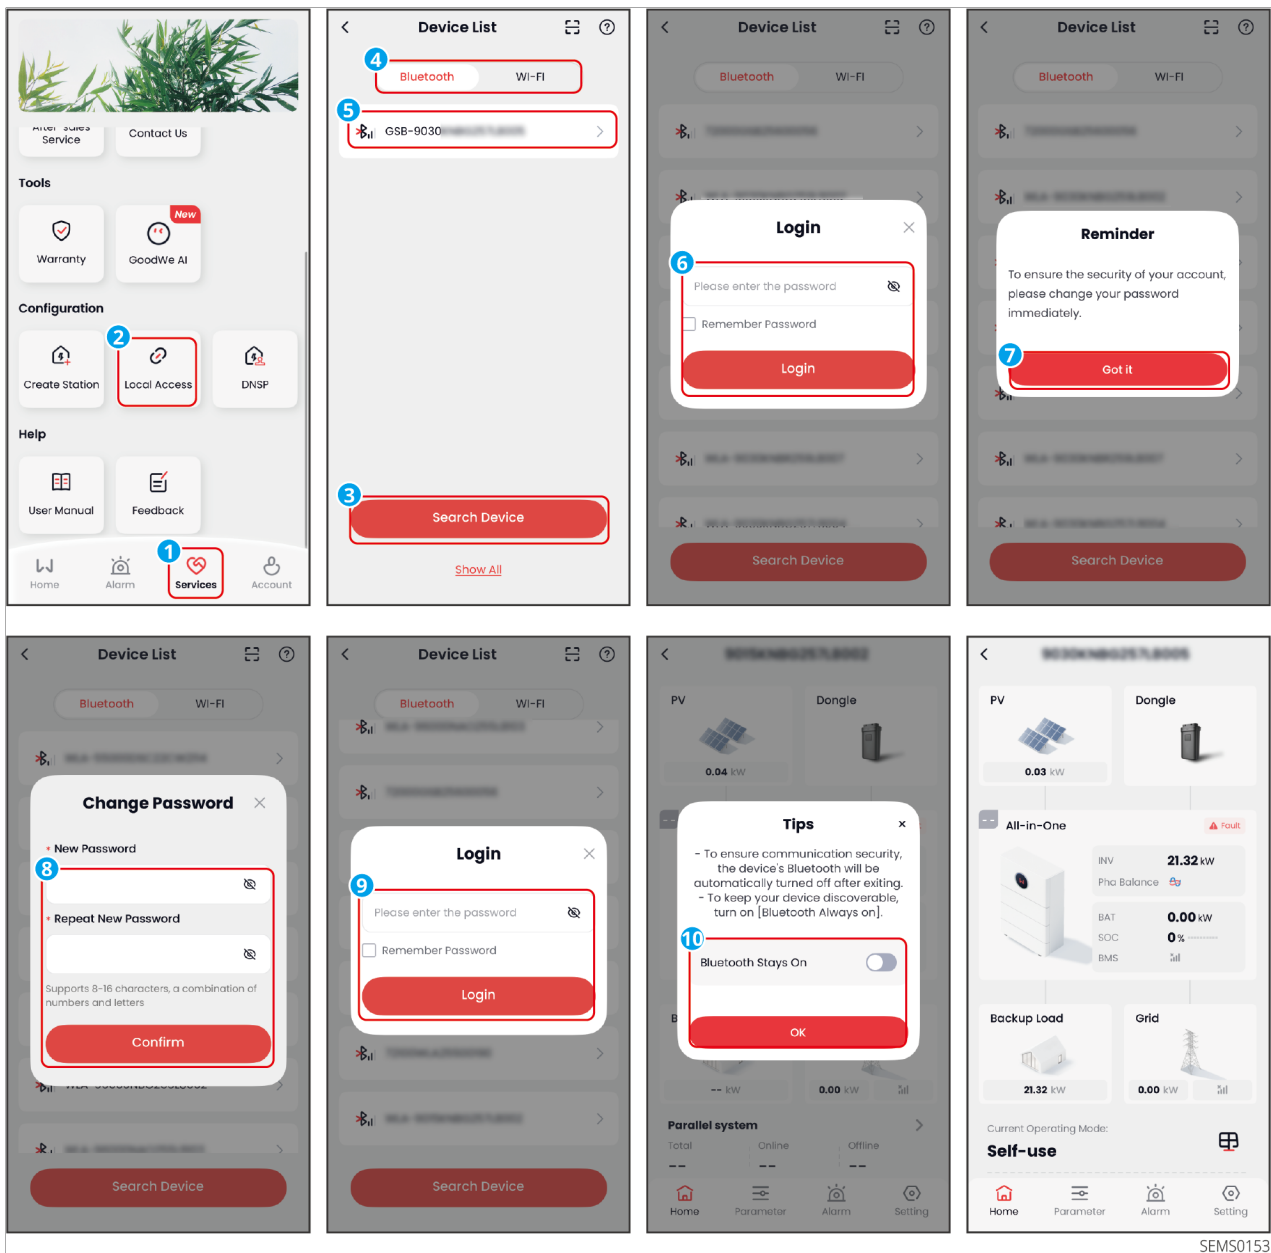 After-sales
Service
Contact Us
Tools
New
Warranty
GoodWe AI
Configuration
2
Create Station
Local Access
DNSP
Help
User Manual
Feedback
1
Home
Alarm
Services
Account
Device List
4
Bluetooth
WI-FI
5
GSB-9030
3
Search Device
Show All
Device List
Bluetooth
WI-FI
Login
6
Please enter the password
Remember Password
Login
Search Device
Device List
Bluetooth
WI-FI
Reminder
To ensure the security of your account,
please change your password
immediately.
7
Got it
Search Device
Device List
Bluetooth
WI-FI
Change Password
* New Password
8
* Repeat New Password
Supports 8-16 characters, a combination of
numbers and letters
Confirm
Search Device
Device List
Bluetooth
WI-FI
Login
9
Please enter the password
Remember Password
Login
Search Device
PV
Dongle
0.04 kW
--
Tips
×
- To ensure communication security,
the device's Bluetooth will be
automatically turned off after exiting.
- To keep your device discoverable,
turn on [Bluetooth Always on].
10
Bluetooth Stays On
OK
-- kW
0.00 kW
Parallel system
Total
Online
Offline
--
--
--
Home
Parameter
Alarm
Setting
PV
Dongle
0.03 kW
--
All-in-One
Fault
INV
21.32 kW
Pha Balance
BAT
0.00 kW
SOC
0 %
BMS
Backup Load
Grid
21.32 kW
0.00 kW
Current Operating Mode:
Self-use
Home
Parameter
Alarm
Setting
SEMS0153